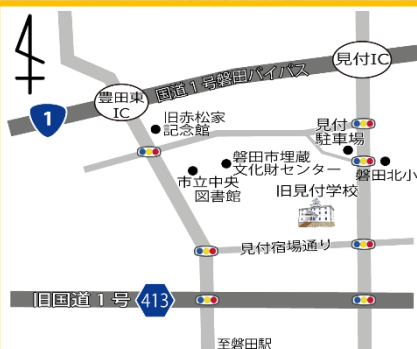 見付IC
豊田東
IC
国道1号磐田バイパス
1
旧赤松家
記念館
見付
駐車場
磐田市埋蔵
文化財センター
磐田北小
市立中央
図書館
旧見付学校
見付宿場通り
旧国道1号
413
至磐田駅